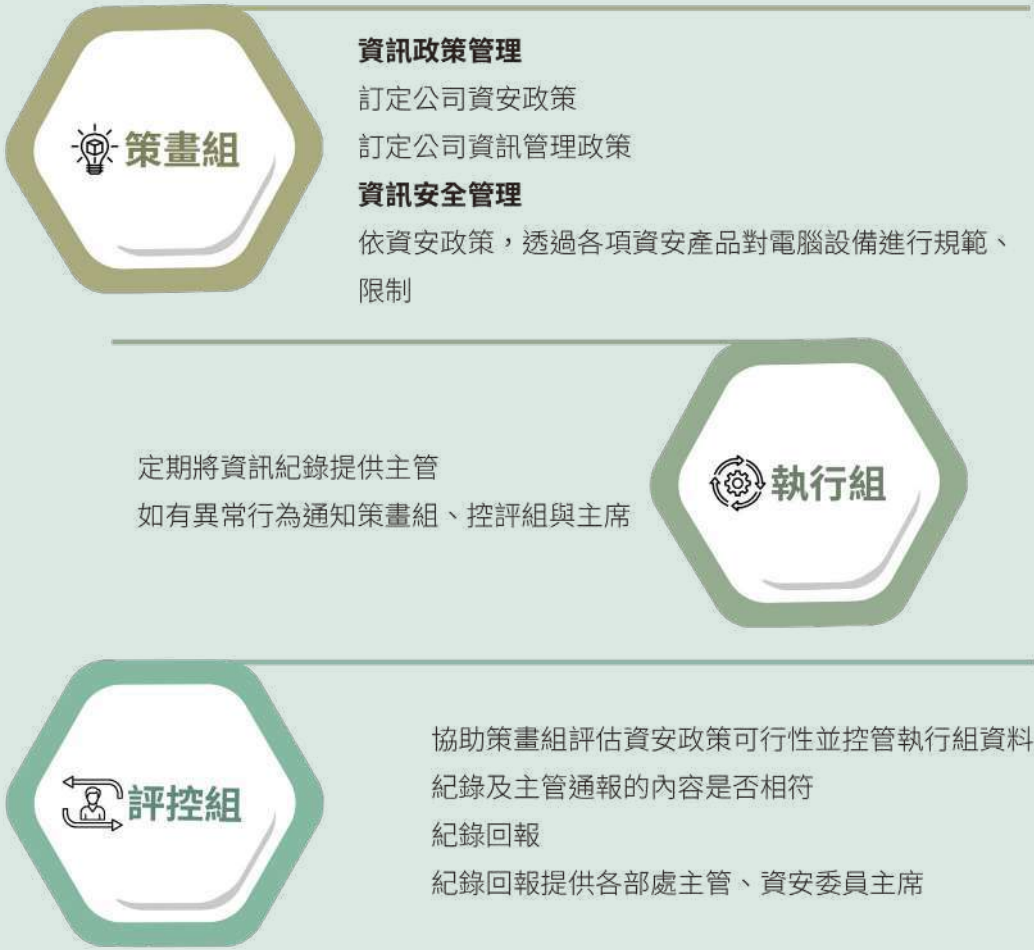 策畫組
資訊政策管理
訂定公司資安政策
訂定公司資訊管理政策
資訊安全管理
依資安政策，透過各項資安產品對電腦設備進行規範、
限制
定期將資訊紀錄提供主管
如有異常行為通知策畫組、控評組與主席
執行組
評控組
協助策畫組評估資安政策可行性並控管執行組資料
紀錄及主管通報的內容是否相符
紀錄回報
紀錄回報提供各部處主管、資安委員主席